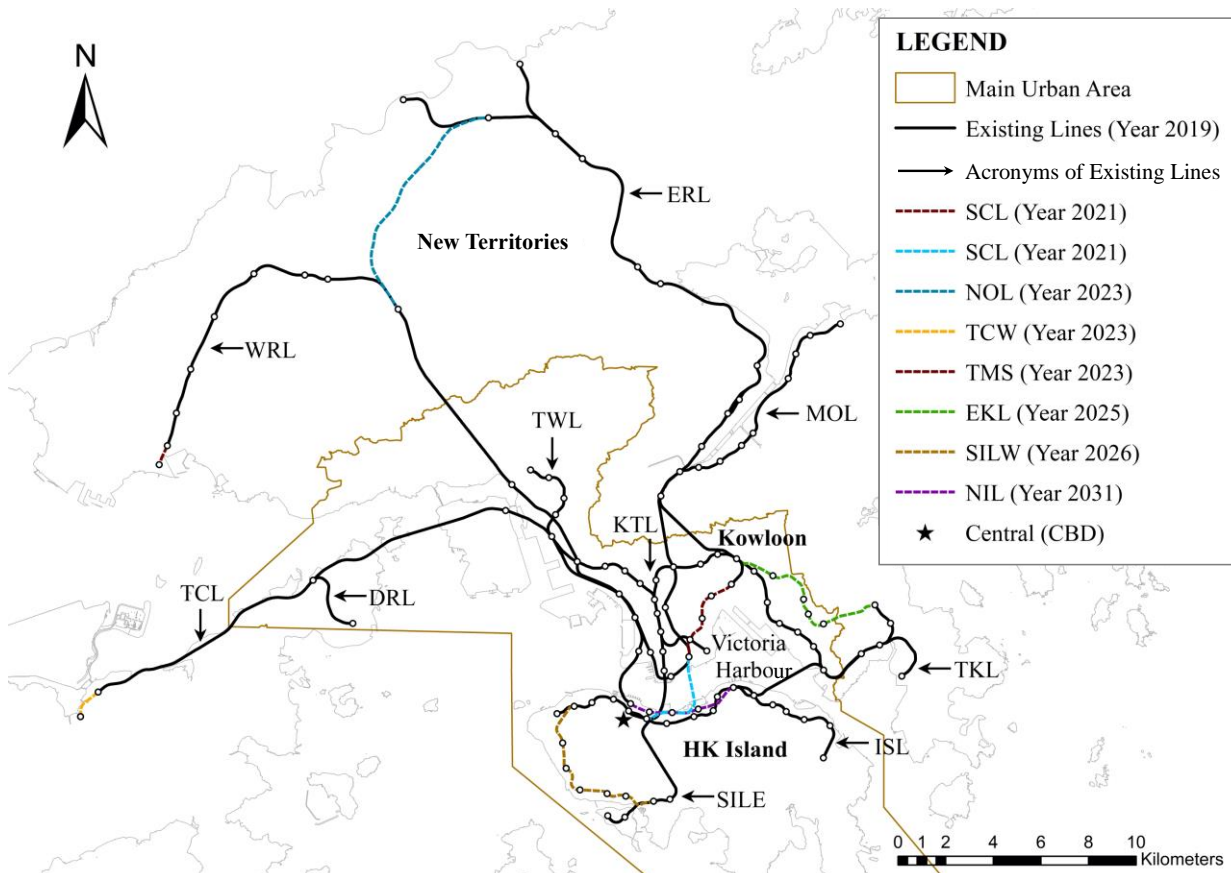 N
LEGEND
Main Urban Area
Existing Lines (Year 2019)
Acronyms of Existing Lines
SCL (Year 2021)
SCL (Year 2021)
NOL (Year 2023)
TCW (Year 2023)
TMS (Year 2023)
EKL (Year 2025)
SILW (Year 2026)
NIL (Year 2031)
Central (CBD)
ERL
New Territories
WRL
MOL
TWL
KTL
Kowloon
TCL
DRL
Victoria
Harbour
TKL
HK Island
ISL
SILE
0 1 2 4 6 8 10
Kilometers